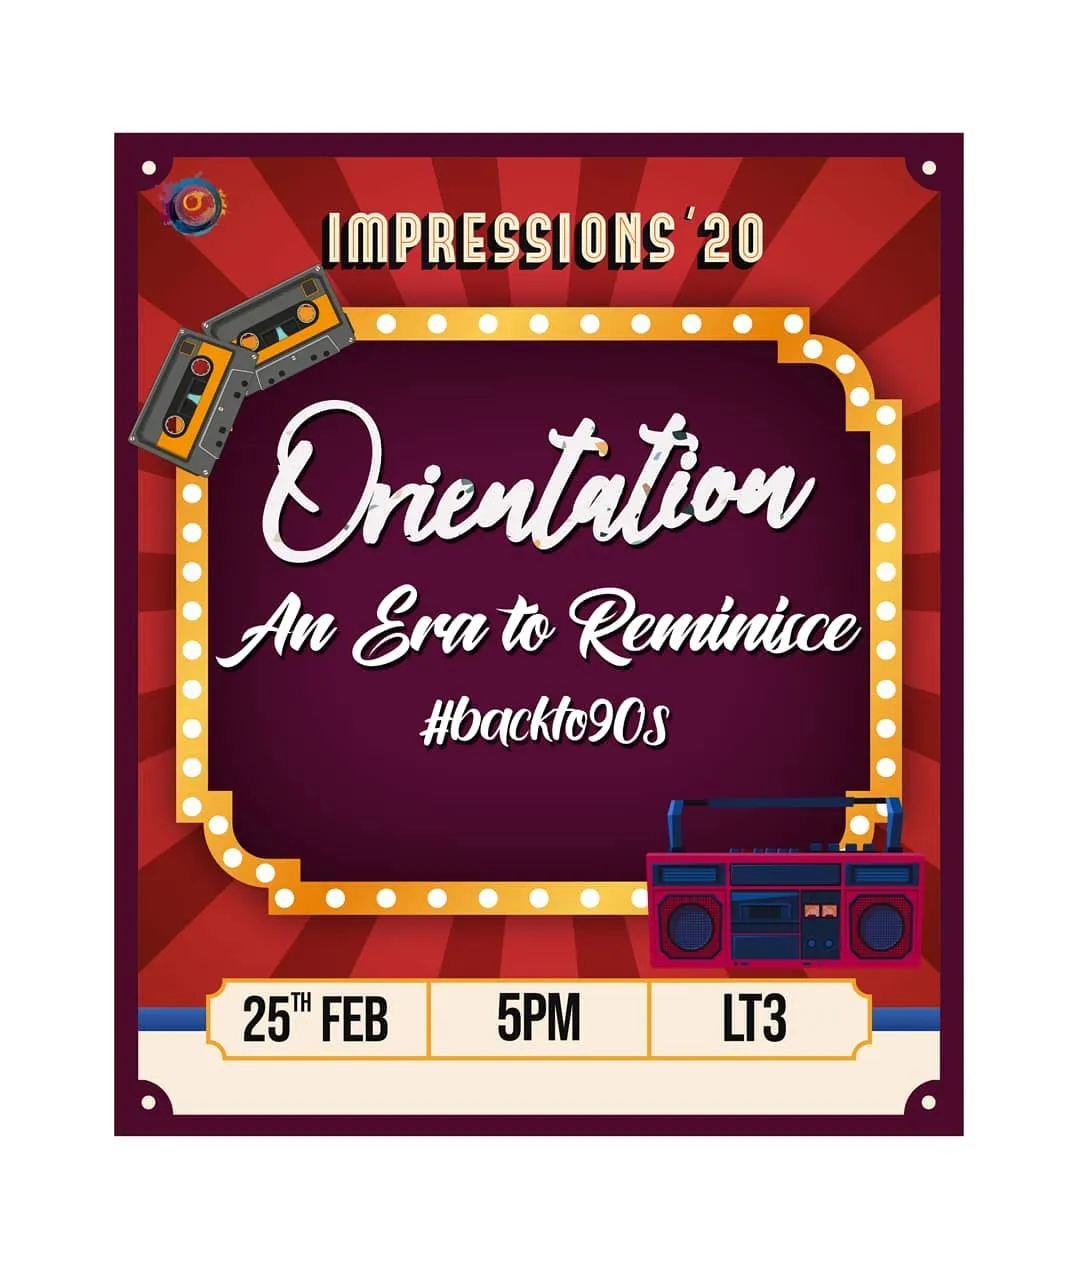 IMPRESSIONS '20
Orientation
An Era to Reminisce
#backto90s
25TH FEB
5PM
LT3